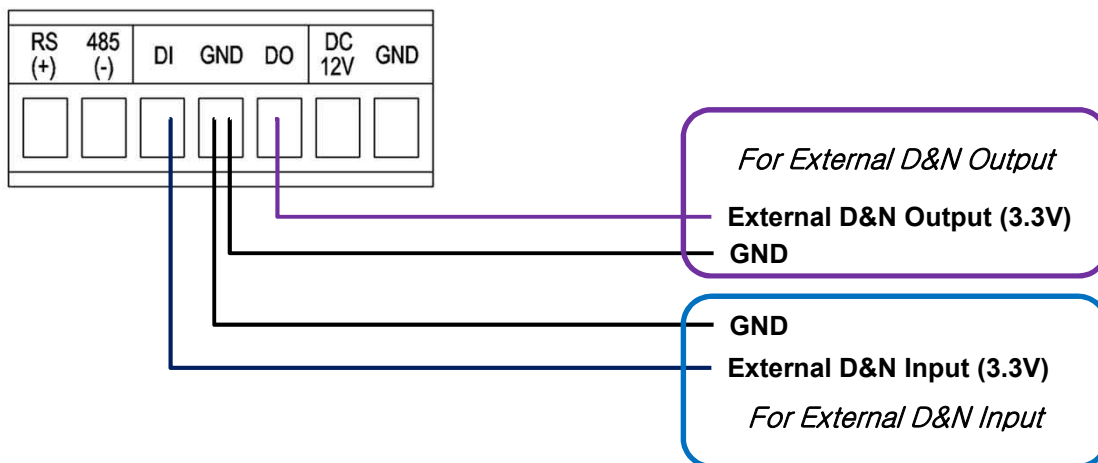 RS (+)
485 (-)
DI
GND
DO
DC 12V
GND
For External D&N Output
External D&N Output (3.3V)
GND
GND
External D&N Input (3.3V)
For External D&N Input